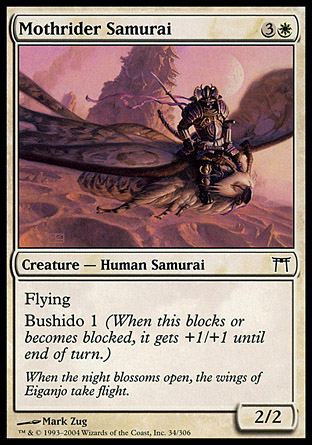 Mothrider Samurai 3
Creature — Human Samurai
Flying
Bushido 1 (When this blocks or
becomes blocked, it gets +1/+1 until
end of turn.)
When the night blossoms open, the wings of
Eiganjo take flight.
Mark Zug
™ & © 1993–2004 Wizards of the Coast, Inc. 34/306
2/2